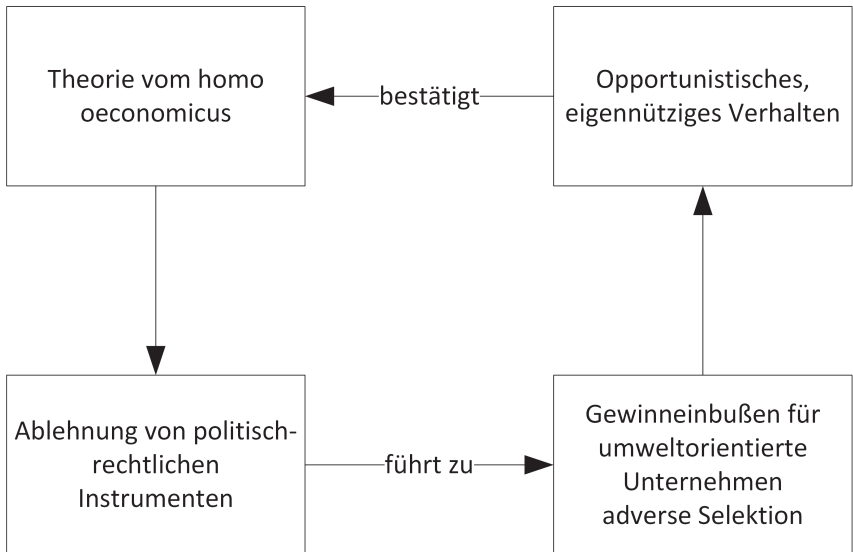 Theorie vom homo
oeconomicus
bestätigt
Opportunistisches,
eigennütziges Verhalten
Ablehnung von politisch-
rechtlichen
Instrumenten
führt zu
Gewinneinbußen für
umweltorientierte
Unternehmen
adverse Selektion